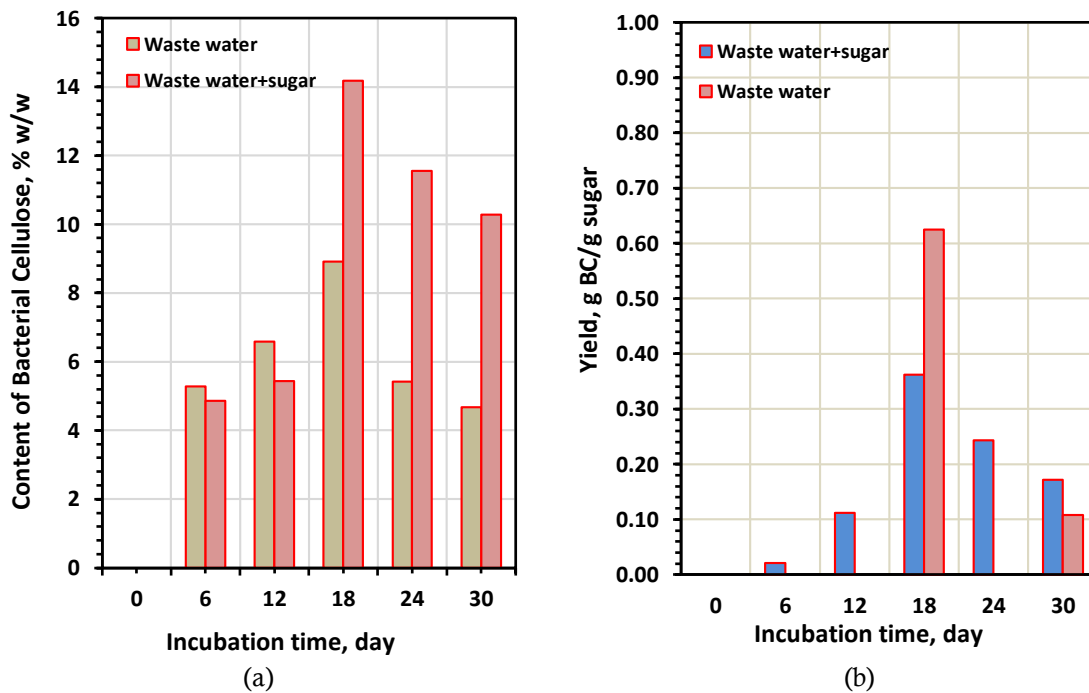 16
14
12
10
8
6
4
2
0
Content of Bacterial Cellulose, % w/w
Waste water
Waste water+sugar
0 6 12 18 24 30
Incubation time, day
(a)
1.00
0.90
0.80
0.70
0.60
0.50
0.40
0.30
0.20
0.10
0.00
Yield, g BC/g sugar
Waste water+sugar
Waste water
0 6 12 18 24 30
Incubation time, day
(b)